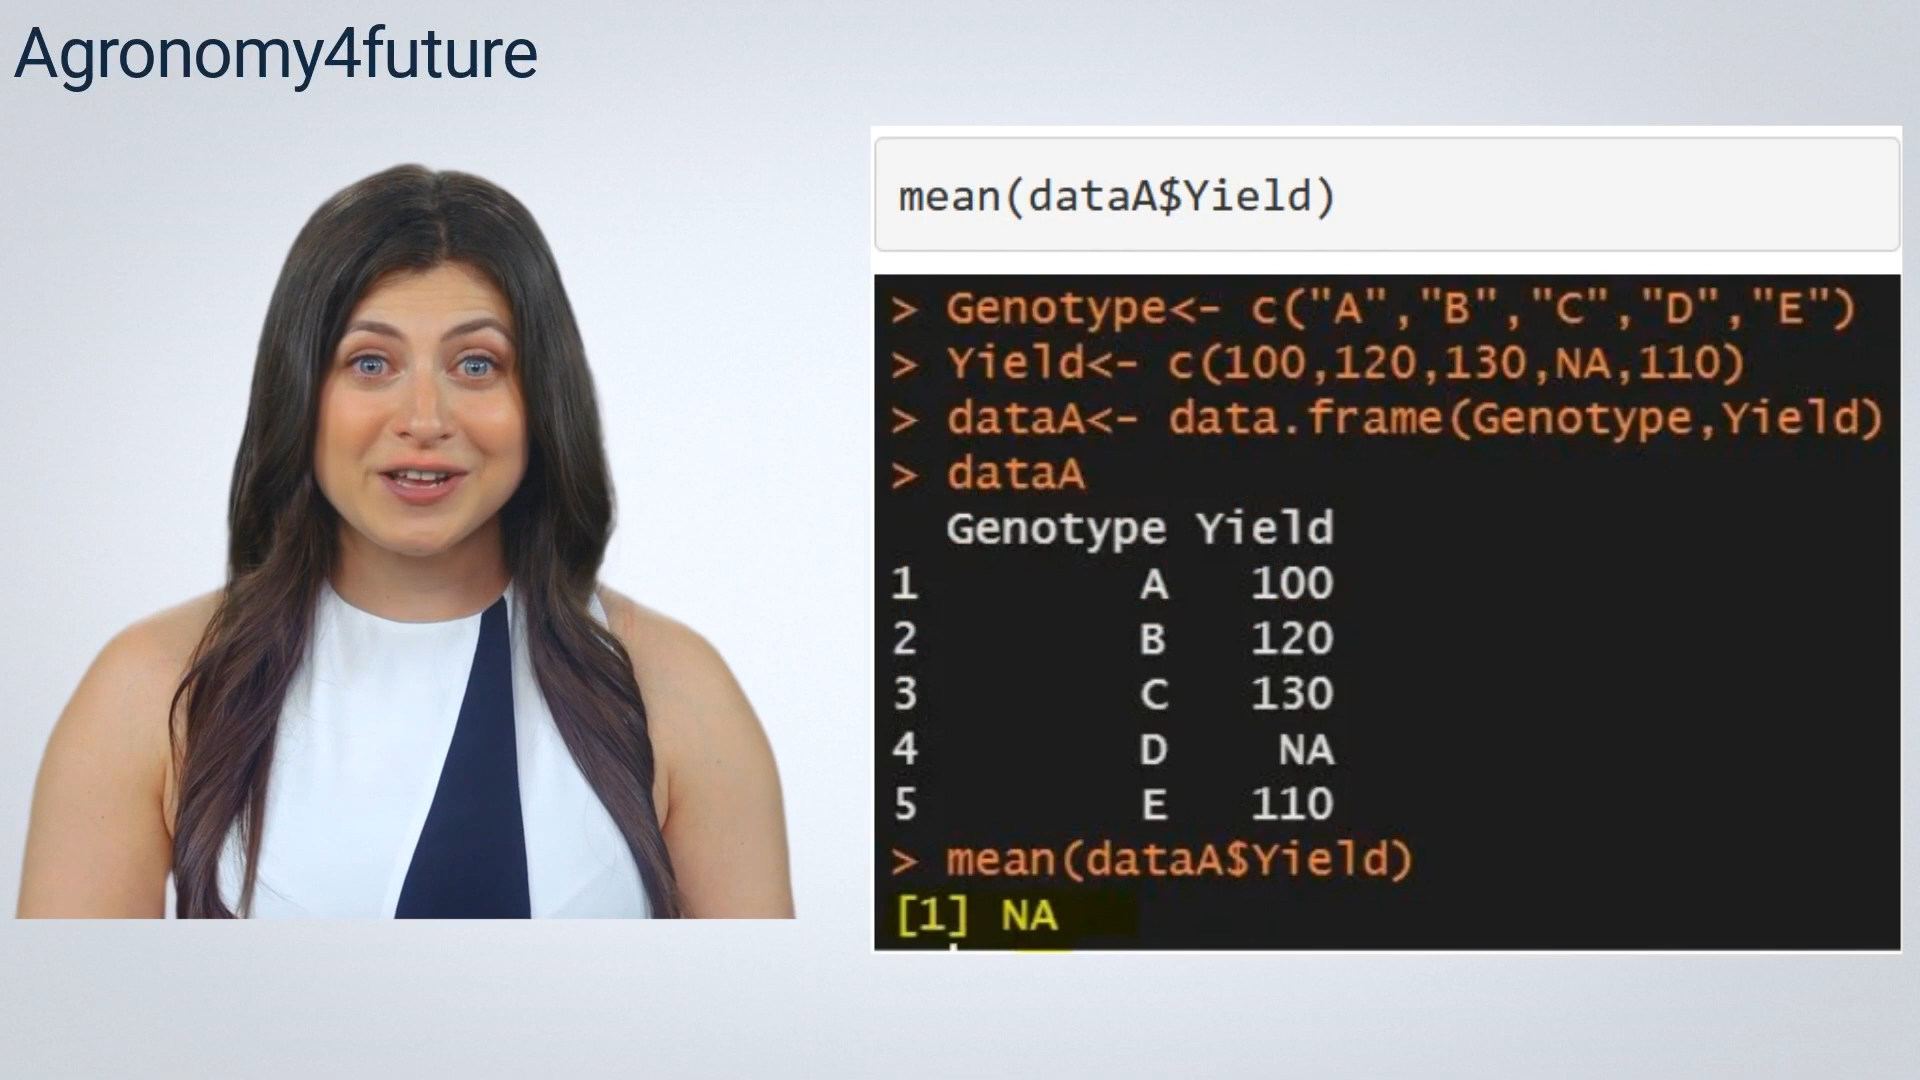 Agronomy4future
mean(dataA$Yield)
> Genotype<- c("A","B","C","D","E")
> Yield<- c(100,120,130,NA,110)
> dataA<- data.frame(Genotype,Yield)
> dataA
Genotype Yield
1 A 100
2 B 120
3 C 130
4 D NA
5 E 110
> mean(dataA$Yield)
[1] NA